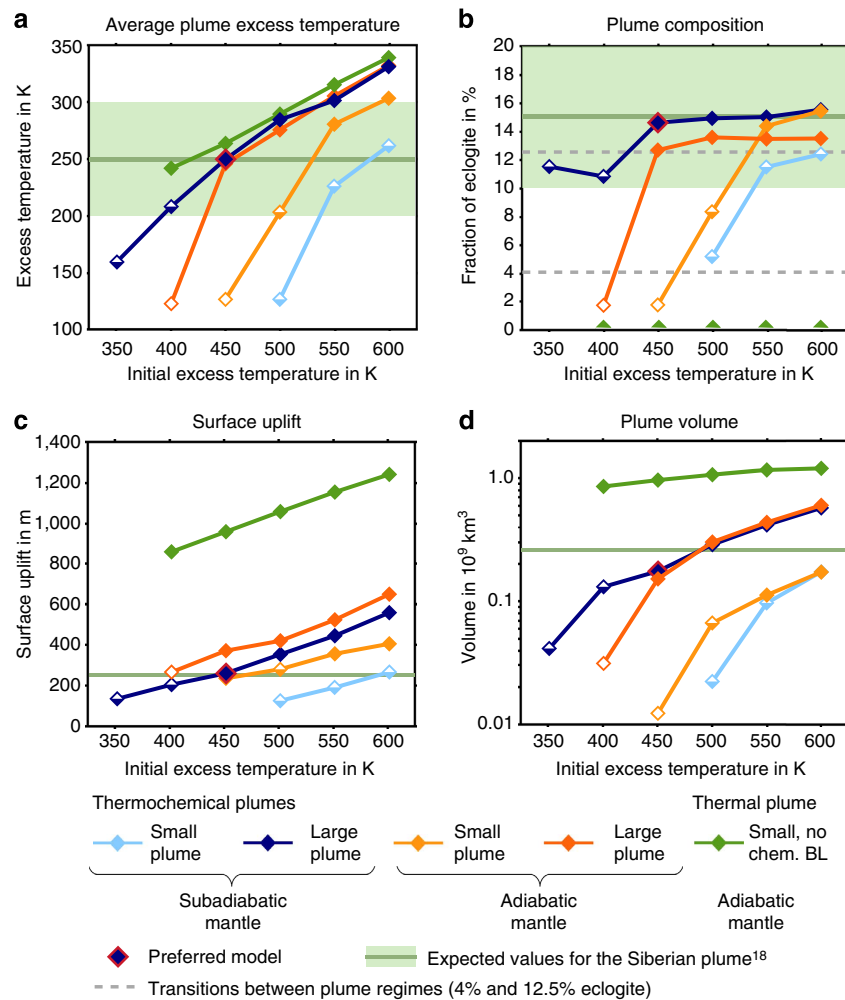 a
Average plume excess temperature
350
300
250
200
150
100
Excess temperature in K
350 400 450 500 550 600
Initial excess temperature in K
b
Plume composition
20
18
16
14
12
10
8
6
4
2
0
Fraction of eclogite in %
350 400 450 500 550 600
Initial excess temperature in K
c
Surface uplift
1,400
1,200
1,000
800
600
400
200
0
Surface uplift in m
350 400 450 500 550 600
Initial excess temperature in K
d
Plume volume
1.0
0.1
0.01
Volume in 10⁹ km³
350 400 450 500 550 600
Initial excess temperature in K
Thermochemical plumes
Thermal plume
Small
plume
Large
plume
Small
plume
Large
plume
Small, no
chem. BL
Subadiabatic
mantle
Adiabatic
mantle
Adiabatic
mantle
Preferred model
Expected values for the Siberian plume¹⁸
Transitions between plume regimes (4% and 12.5% eclogite)